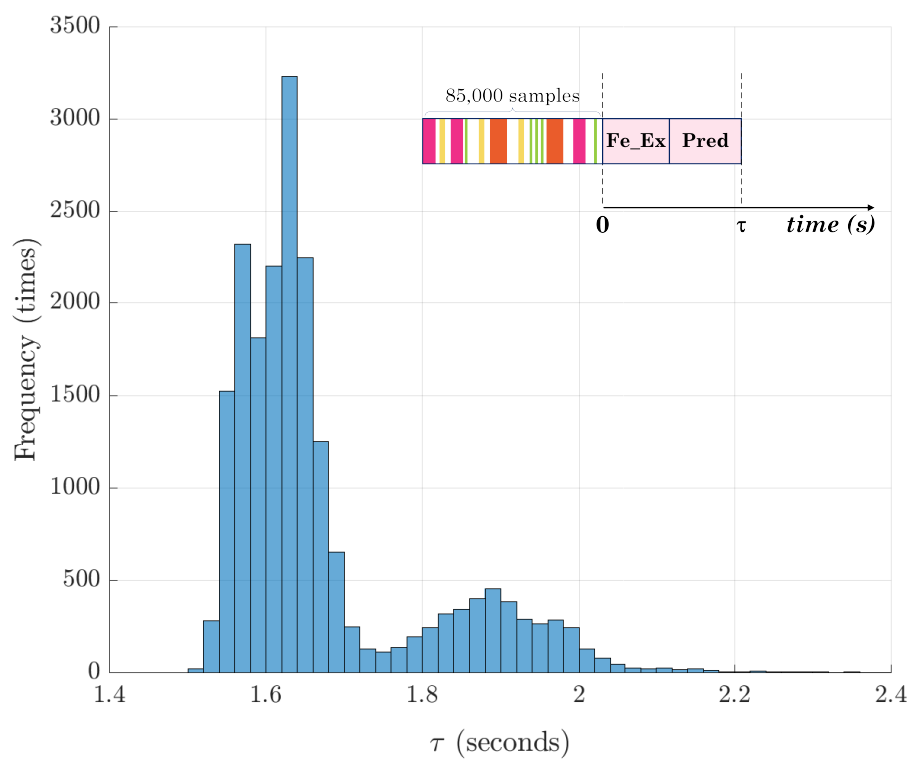 3500
3000
2500
2000
1500
1000
500
0
Frequency (times)
1.4
1.6
1.8
2
2.2
2.4
τ (seconds)
85,000 samples
Fe_Ex
Pred
0
τ
time (s)